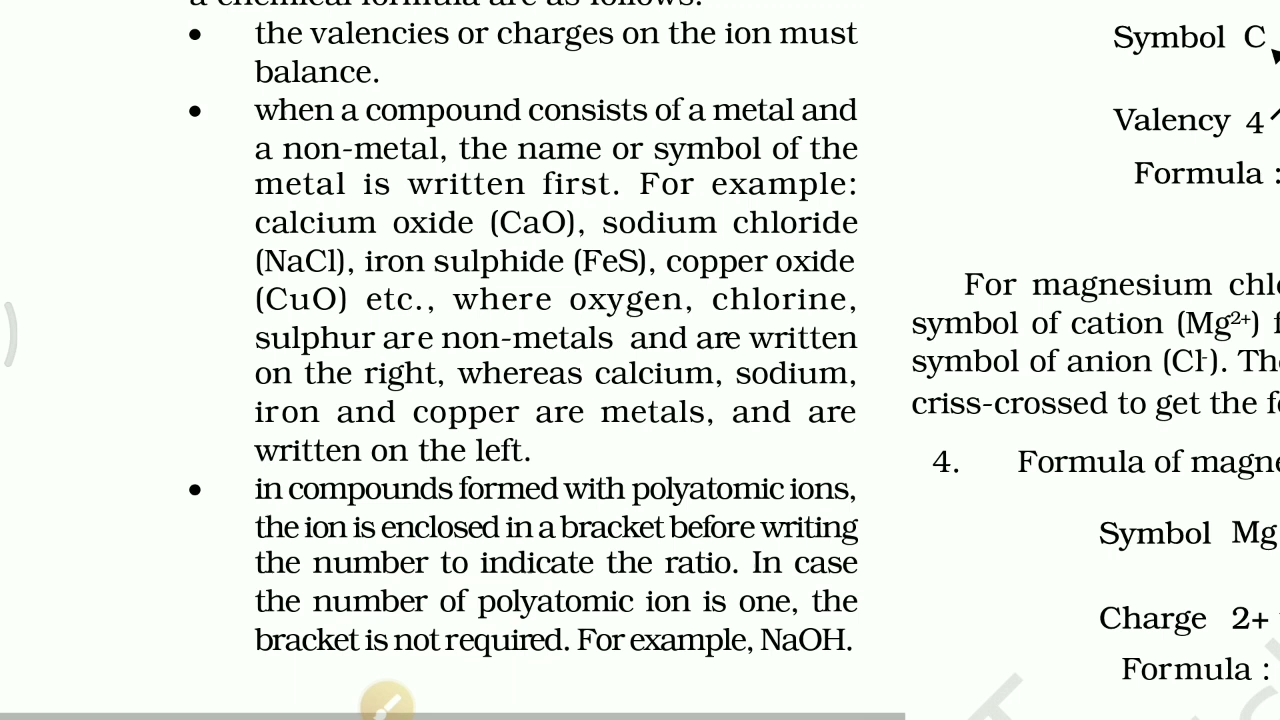 a chemical formula are as follows:
• the valencies or charges on the ion must
balance.
• when a compound consists of a metal and
a non-metal, the name or symbol of the
metal is written first. For example:
calcium oxide (CaO), sodium chloride
(NaCl), iron sulphide (FeS), copper oxide
(CuO) etc., where oxygen, chlorine,
sulphur are non-metals and are written
on the right, whereas calcium, sodium,
iron and copper are metals, and are
written on the left.
• in compounds formed with polyatomic ions,
the ion is enclosed in a bracket before writing
the number to indicate the ratio. In case
the number of polyatomic ion is one, the
bracket is not required. For example, NaOH.
Symbol C
Valency 4
Formula :
For magnesium chl
symbol of cation (Mg²⁺) f
symbol of anion (Cl⁻). Th
criss-crossed to get the f
4. Formula of magne
Symbol Mg
Charge 2+
Formula :